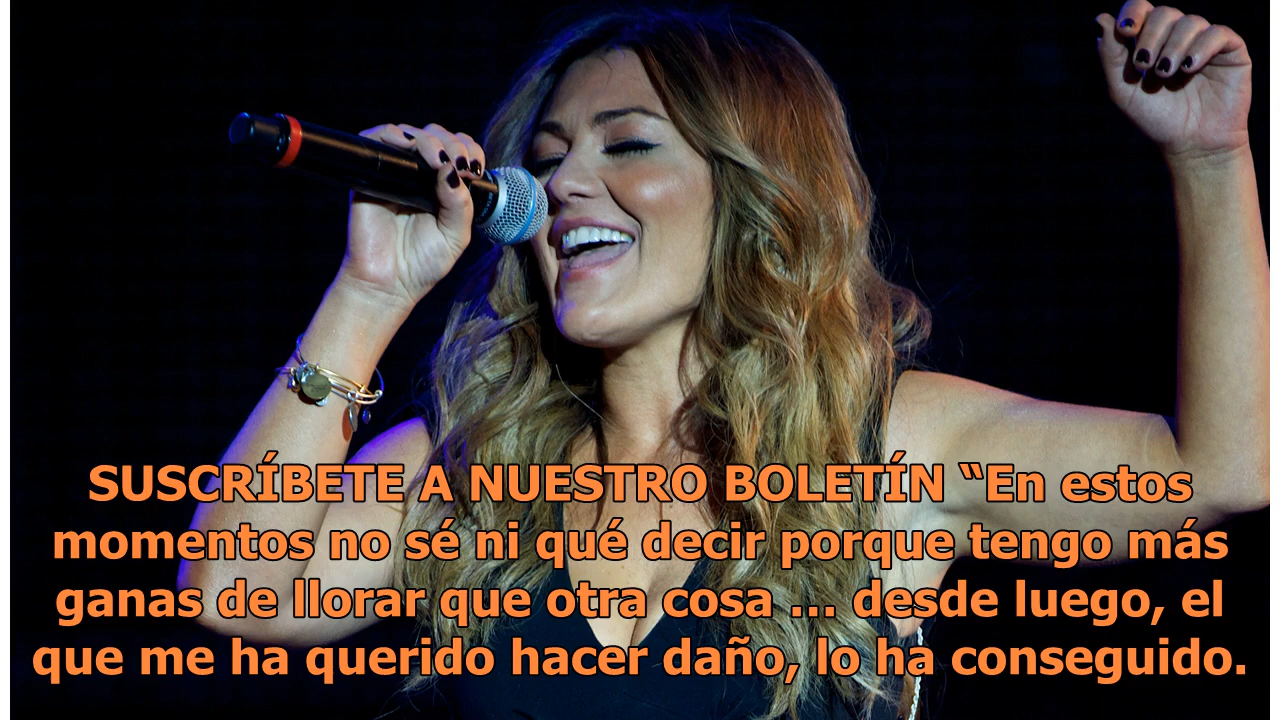 SUSCRÍBETE A NUESTRO BOLETÍN “En estos
momentos no sé ni qué decir porque tengo más
ganas de llorar que otra cosa ... desde luego, el
que me ha querido hacer daño, lo ha conseguido.